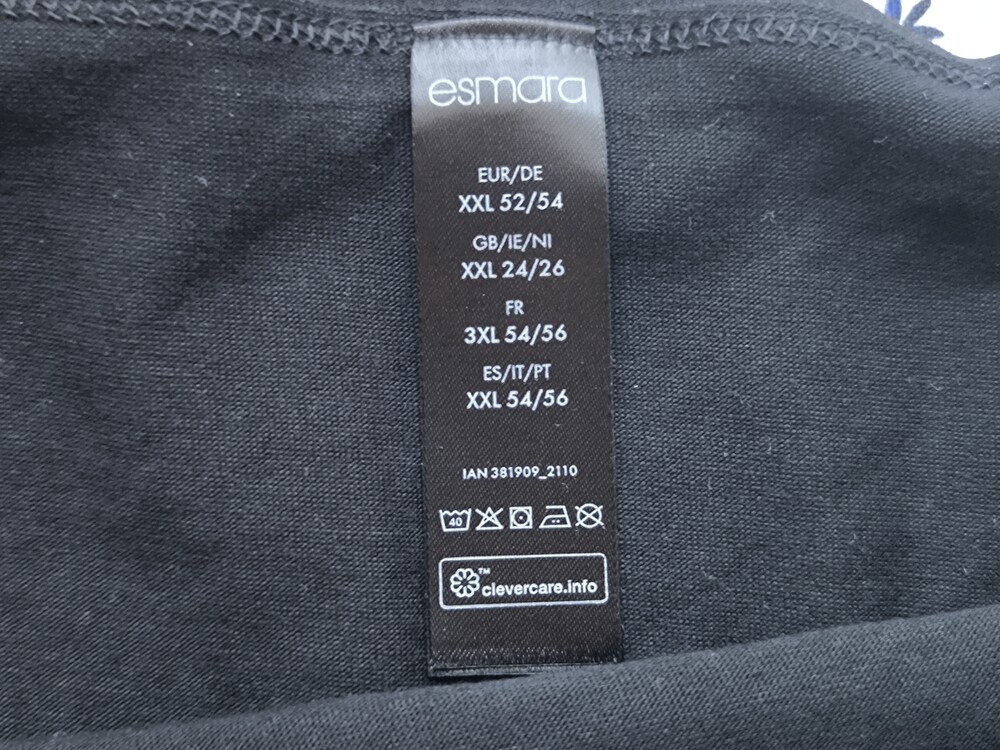 esmara
EUR/DE
XXL 52/54
GB/IE/NI
XXL 24/26
FR
3XL 54/56
ES/IT/PT
XXL 54/56
IAN 381909_2110
40
™ clevercare.info